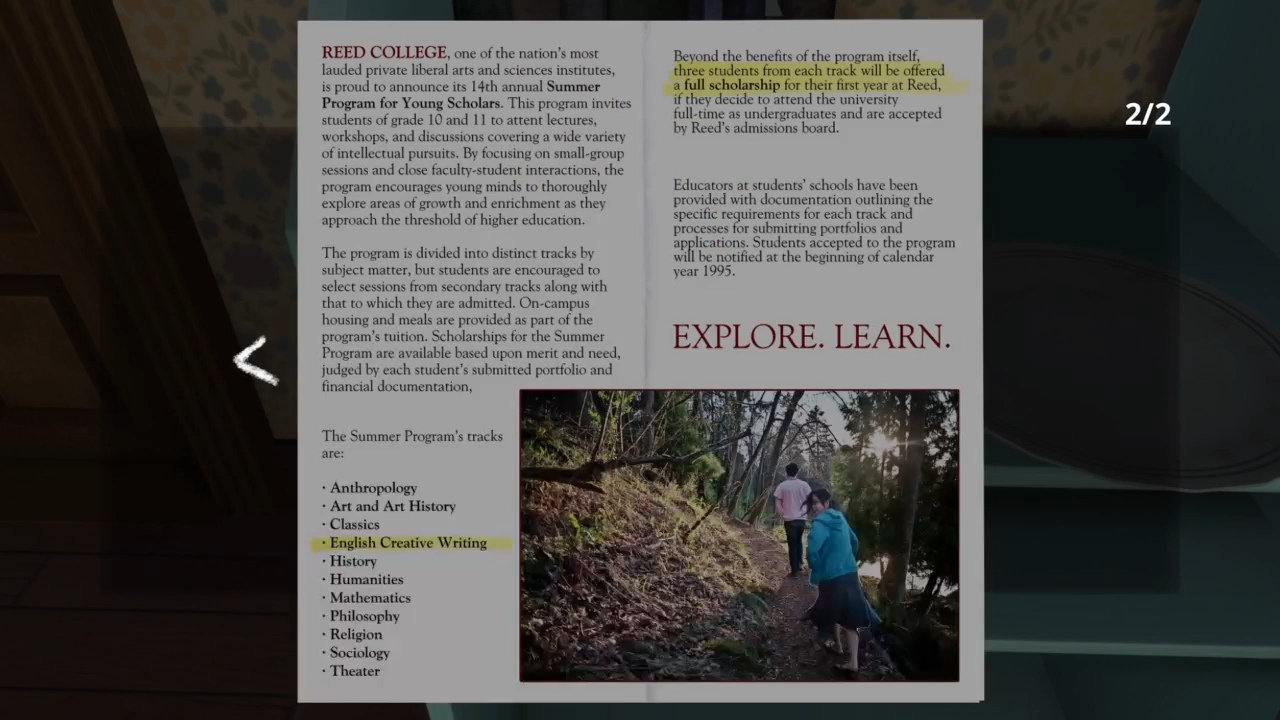 REED COLLEGE, one of the nation's most
lauded private liberal arts and sciences institutes,
is proud to announce its 14th annual Summer
Program for Young Scholars. This program invites
students of grade 10 and 11 to attent lectures,
workshops, and discussions covering a wide variety
of intellectual pursuits. By focusing on small-group
sessions and close faculty-student interactions, the
program encourages young minds to thoroughly
explore areas of growth and enrichment as they
approach the threshold of higher education.
The program is divided into distinct tracks by
subject matter, but students are encouraged to
select sessions from secondary tracks along with
that to which they are admitted. On-campus
housing and meals are provided as part of the
program's tuition. Scholarships for the Summer
Program are available based upon merit and need,
judged by each student's submitted portfolio and
financial documentation,
The Summer Program's tracks
are:
· Anthropology
· Art and Art History
· Classics
· English Creative Writing
· History
· Humanities
· Mathematics
· Philosophy
· Religion
· Sociology
· Theater
Beyond the benefits of the program itself,
three students from each track will be offered
a full scholarship for their first year at Reed,
if they decide to attend the university
full-time as undergraduates and are accepted
by Reed's admissions board.
Educators at students' schools have been
provided with documentation outlining the
specific requirements for each track and
processes for submitting portfolios and
applications. Students accepted to the program
will be notified at the beginning of calendar
year 1995.
EXPLORE. LEARN.
2/2